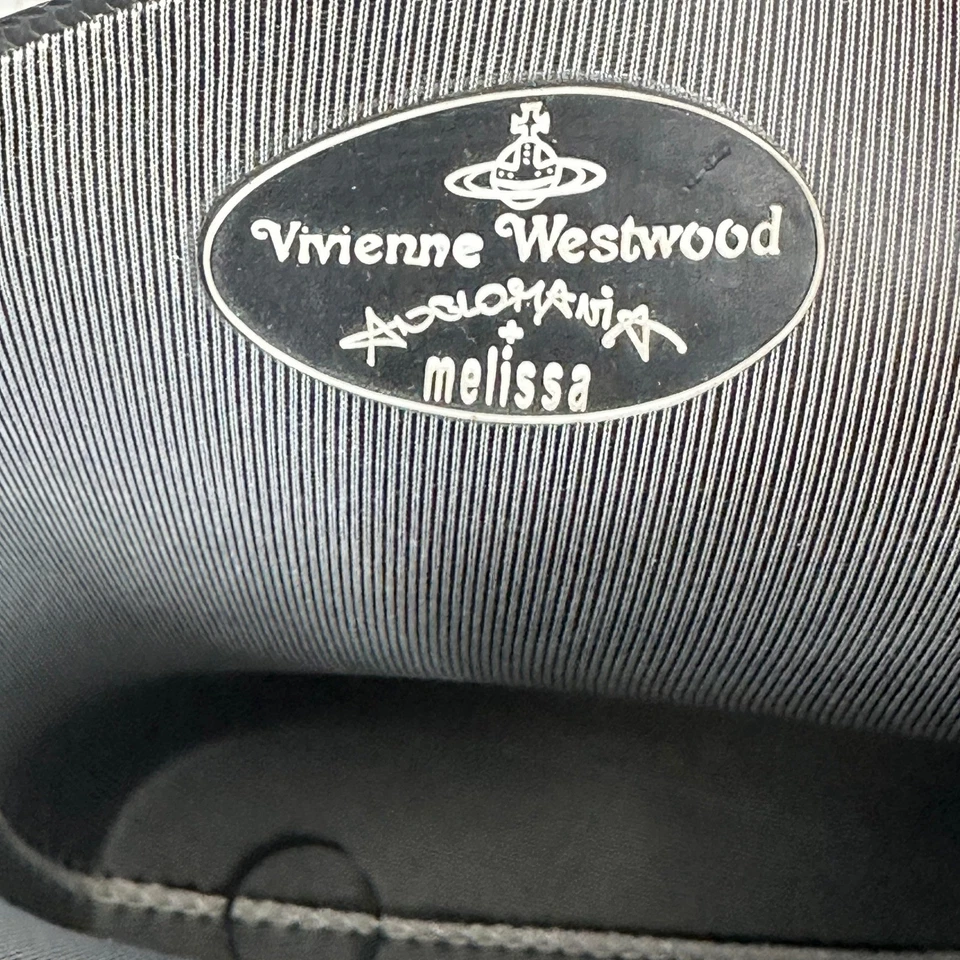 Vivienne Westwood
ANGLOMANIA
+
melissa